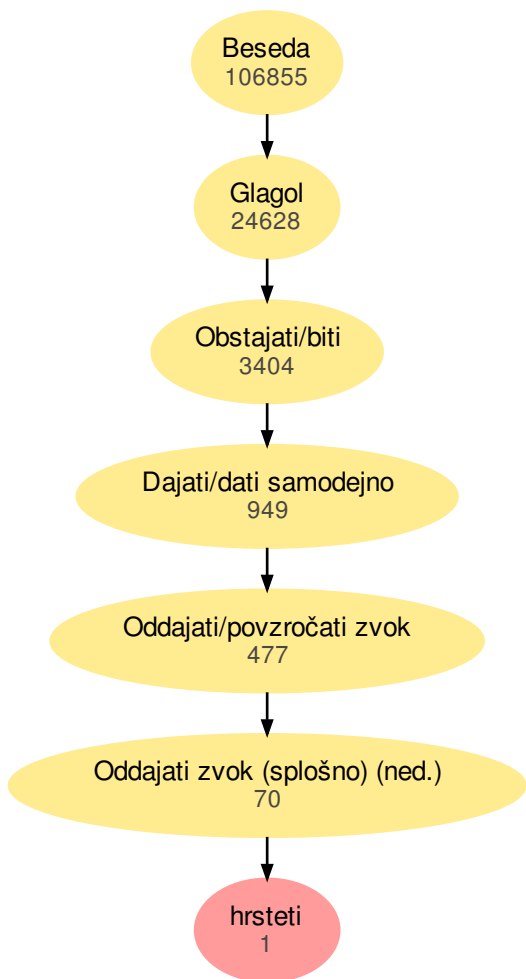 Beseda
106855
Glagol
24628
Obstajati/biti
3404
Dajati/dati samodejno
949
Oddajati/povzročati zvok
477
Oddajati zvok (splošno) (ned.)
70
hrsteti
1